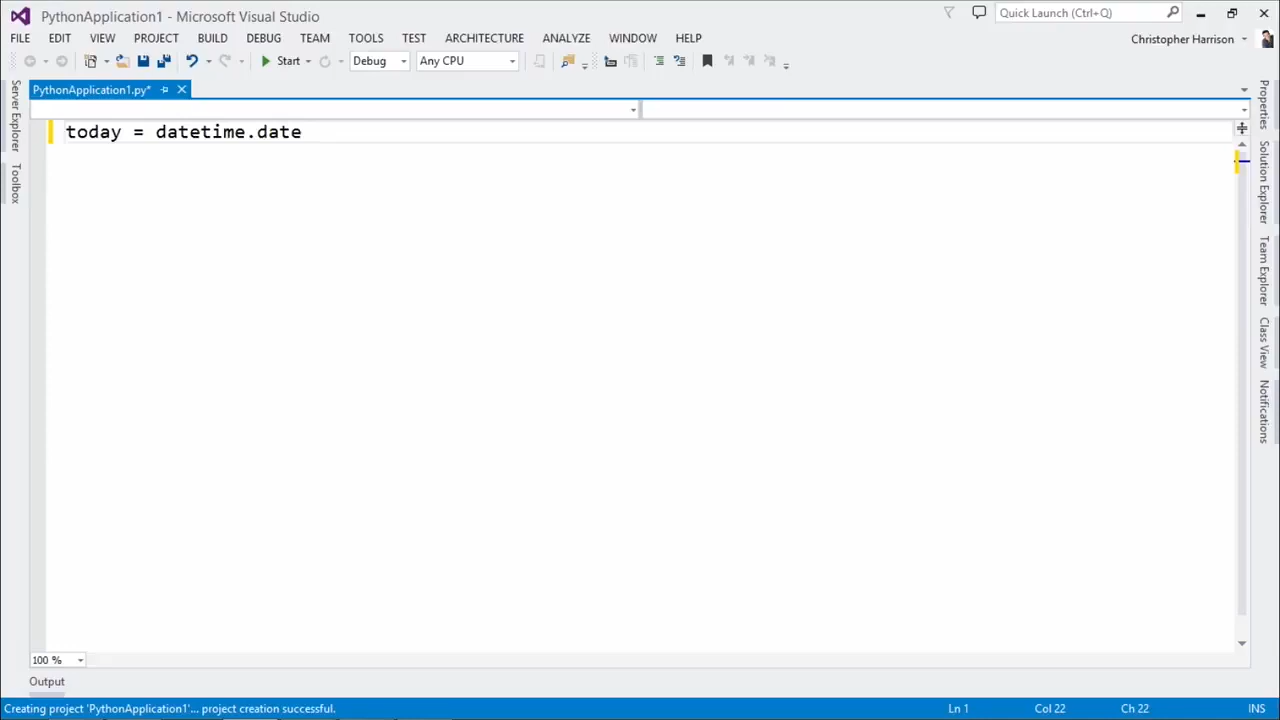 PythonApplication1 - Microsoft Visual Studio
Quick Launch (Ctrl+Q)
FILE EDIT VIEW PROJECT BUILD DEBUG TEAM TOOLS TEST ARCHITECTURE ANALYZE WINDOW HELP
Christopher Harrison
Start Debug Any CPU
PythonApplication1.py*
today = datetime.date
Server Explorer
Toolbox
Properties
Solution Explorer
Team Explorer
Class View
Notifications
100 %
Output
Creating project 'PythonApplication1'... project creation successful.
Ln 1 Col 22 Ch 22 INS